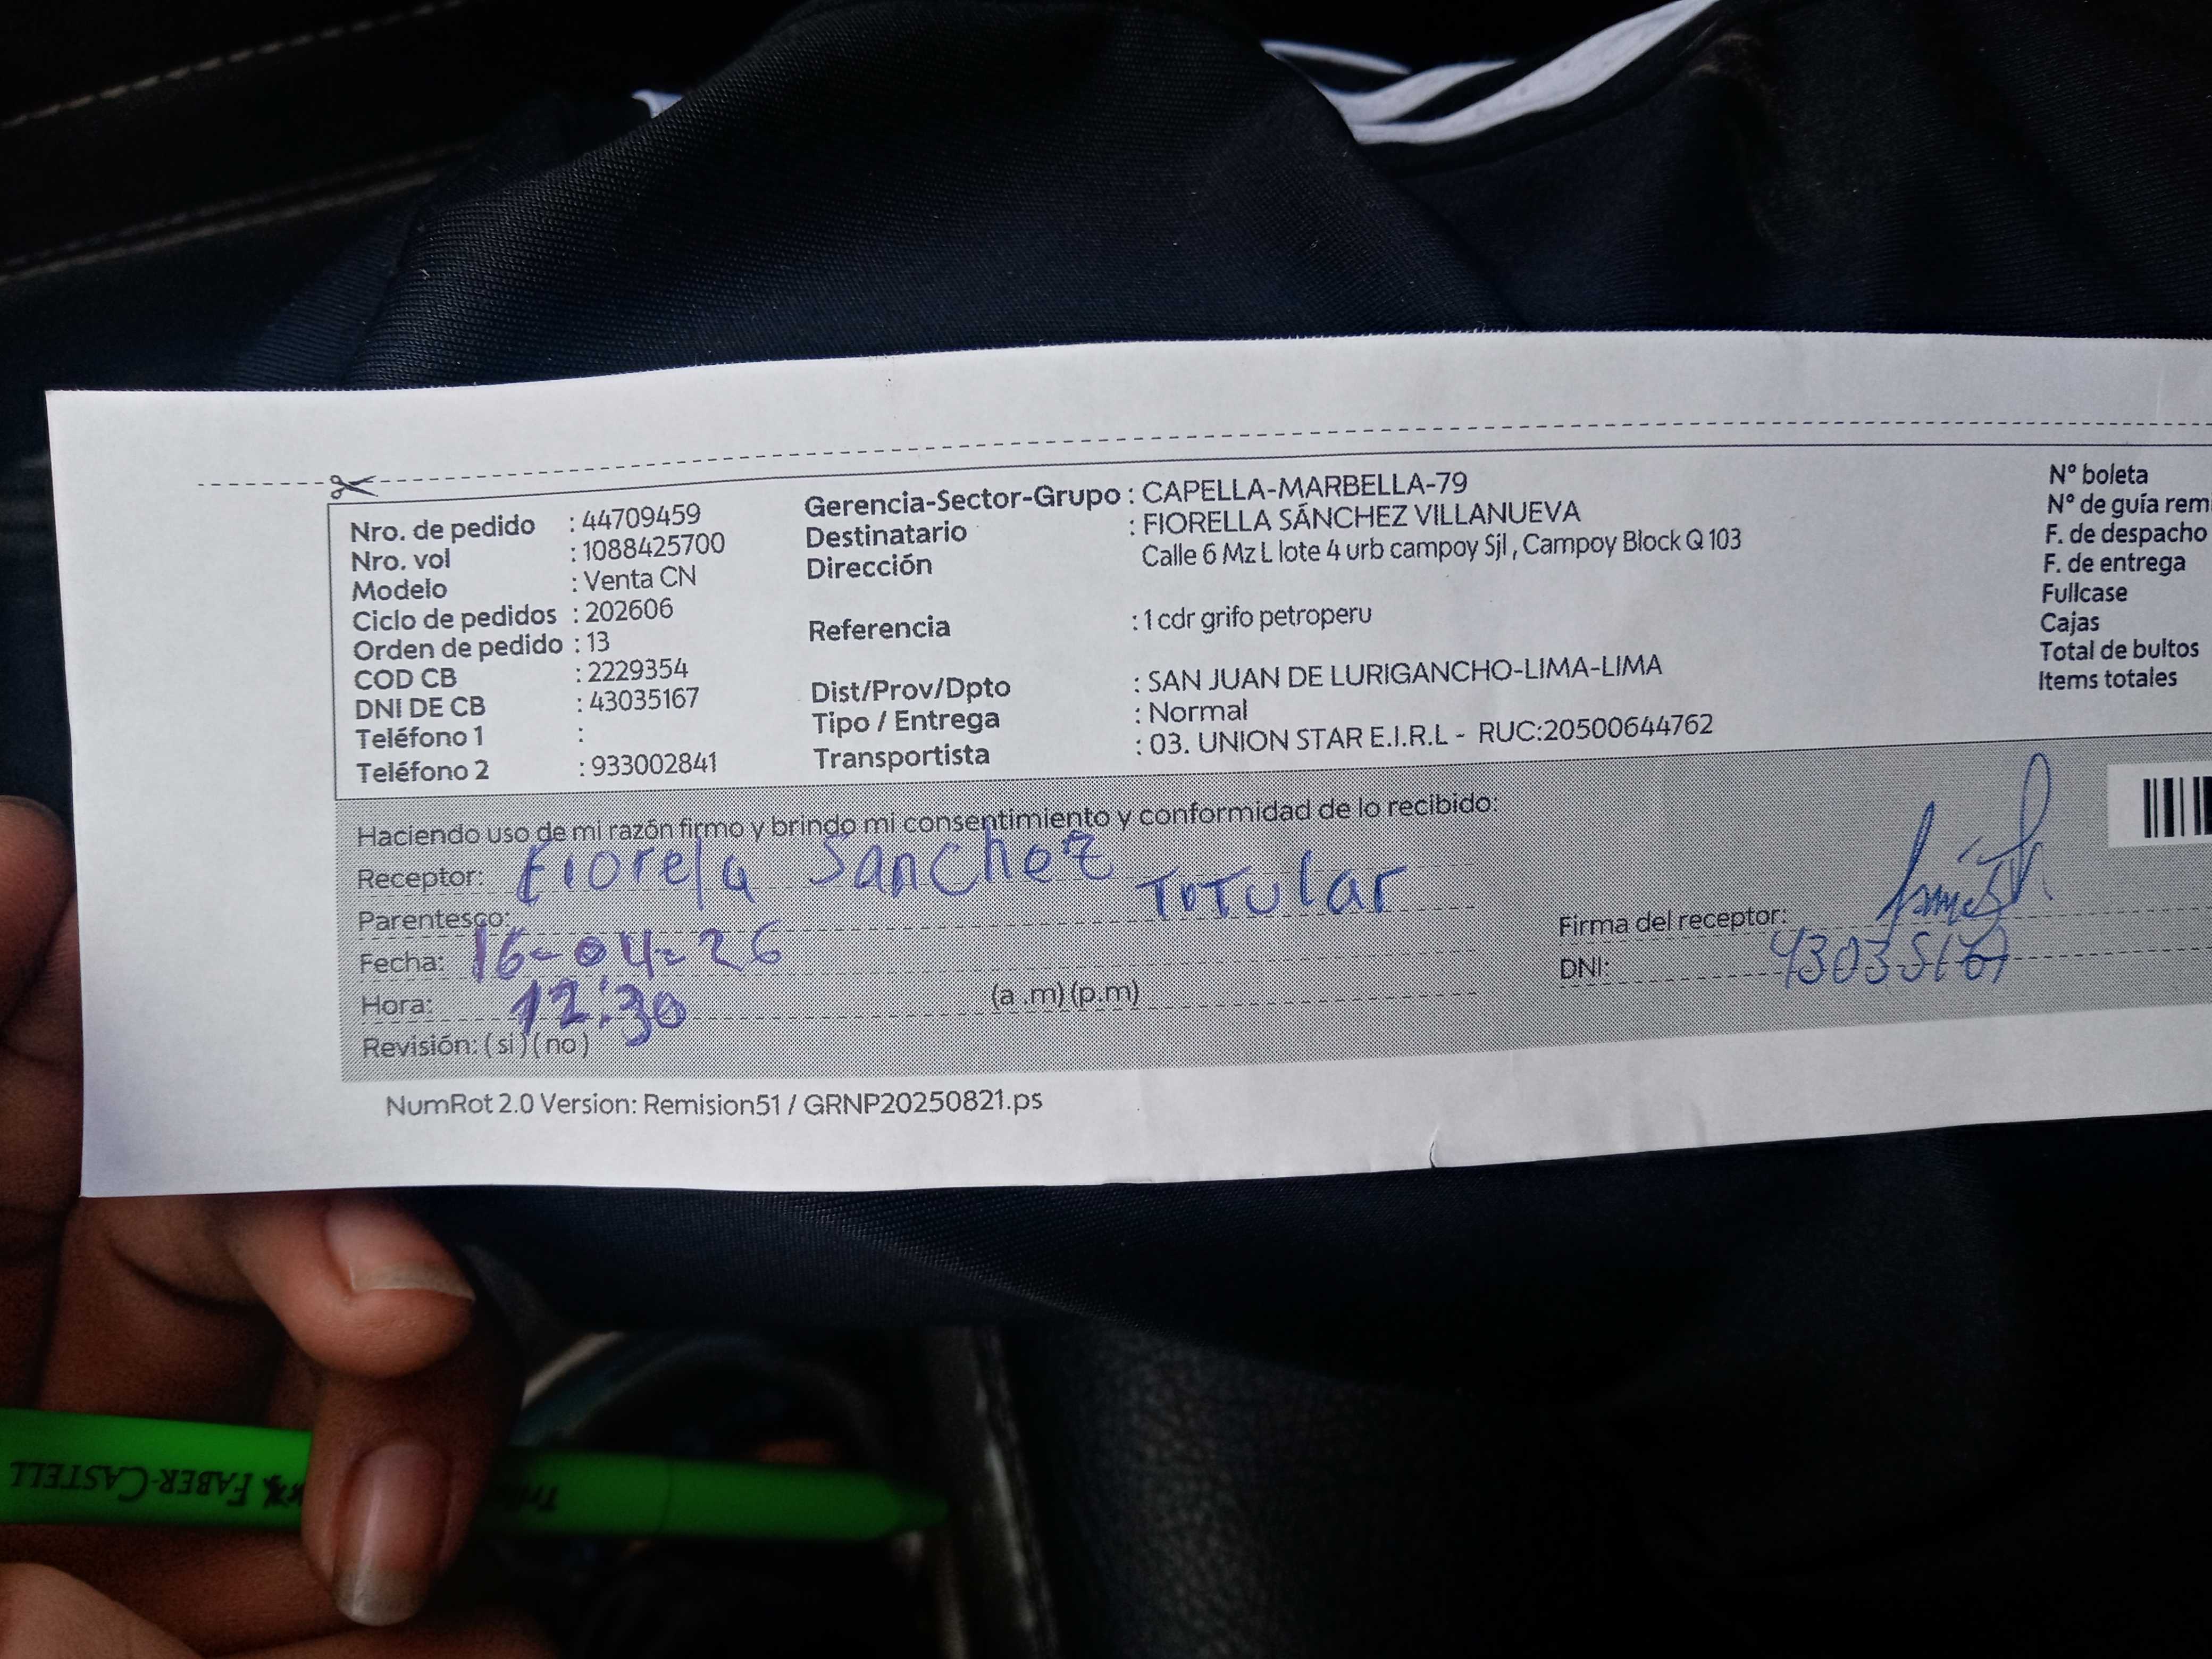 Nro. de pedido : 44709459
Nro. vol : 1088425700
Modelo : Venta CN
Ciclo de pedidos : 202606
Orden de pedido : 13
COD CB : 2229354
DNI DE CB : 43035167
Teléfono 1 :
Teléfono 2 : 933002841
Gerencia-Sector-Grupo : CAPELLA-MARBELLA-79
Destinatario : FIORELLA SÁNCHEZ VILLANUEVA
Dirección Calle 6 Mz L lote 4 urb campoy Sjl , Campoy Block Q 103
Referencia : 1 cdr grifo petroperu
Dist/Prov/Dpto : SAN JUAN DE LURIGANCHO-LIMA-LIMA
Tipo / Entrega : Normal
Transportista : 03. UNION STAR E.I.R.L - RUC:20500644762
N° boleta
N° de guía rem
F. de despacho
F. de entrega
Fullcase
Cajas
Total de bultos
Items totales
Haciendo uso de mi razón firmo y brindo mi consentimiento y conformidad de lo recibido:
Receptor: Fiorela Sanchez
Parentesco: Titular
Fecha: 16-04-26
Hora: 12:30 (a .m) (p.m)
Revisión: ( si ) ( no )
Firma del receptor:
DNI: 43035167
NumRot 2.0 Version: Remision51 / GRNP20250821.ps
FABER-CASTELL